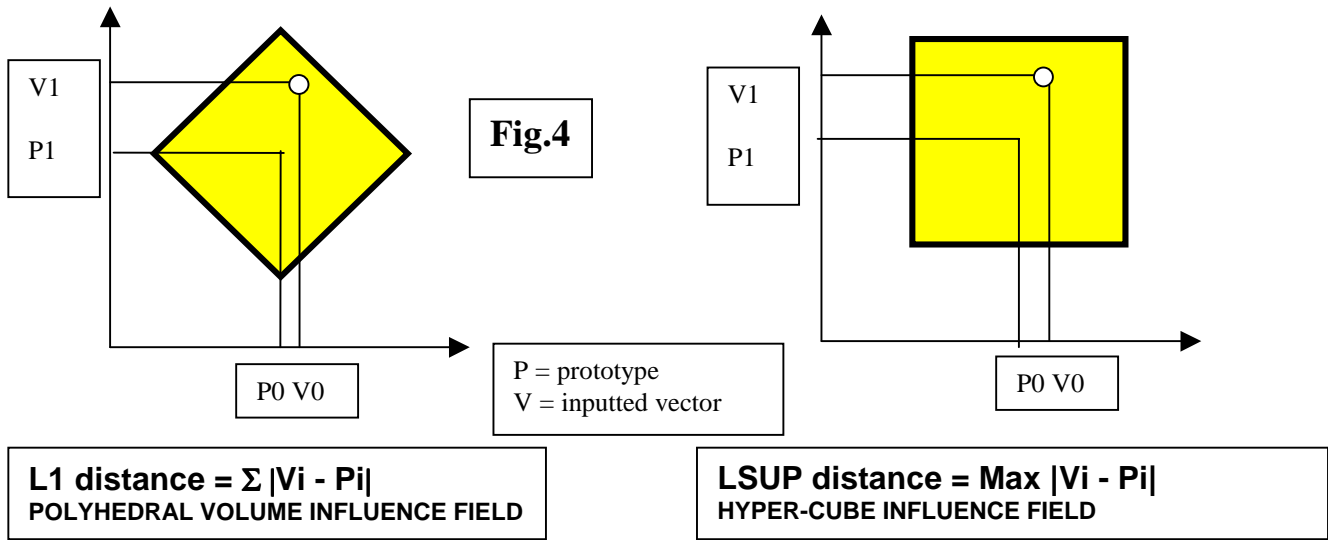 V1
P1
Fig.4
V1
P1
P0 V0
P = prototype
V = inputted vector
P0 V0
L1 distance = Σ |Vi - Pi|
POLYHEDRAL VOLUME INFLUENCE FIELD
LSUP distance = Max |Vi - Pi|
HYPER-CUBE INFLUENCE FIELD